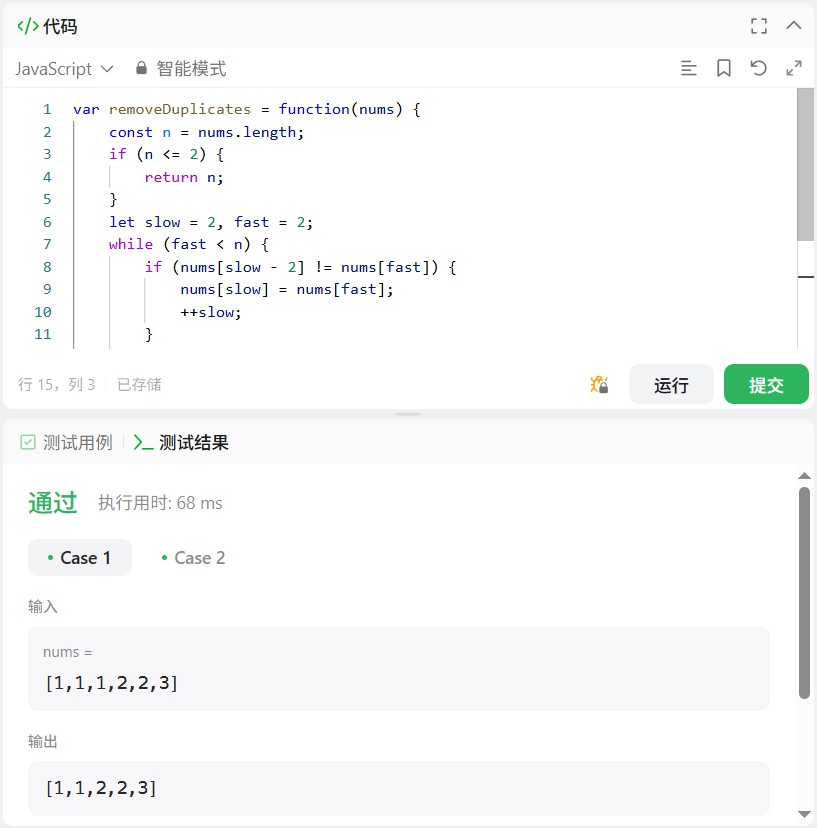 </> 代码
JavaScript 智能模式
1 var removeDuplicates = function(nums) {
2 const n = nums.length;
3 if (n <= 2) {
4 return n;
5 }
6 let slow = 2, fast = 2;
7 while (fast < n) {
8 if (nums[slow - 2] != nums[fast]) {
9 nums[slow] = nums[fast];
10 ++slow;
11 }
行 15，列 3 已存储 运行 提交
测试用例 测试结果
通过 执行用时: 68 ms
• Case 1 • Case 2
输入
nums =
[1,1,1,2,2,3]
输出
[1,1,2,2,3]